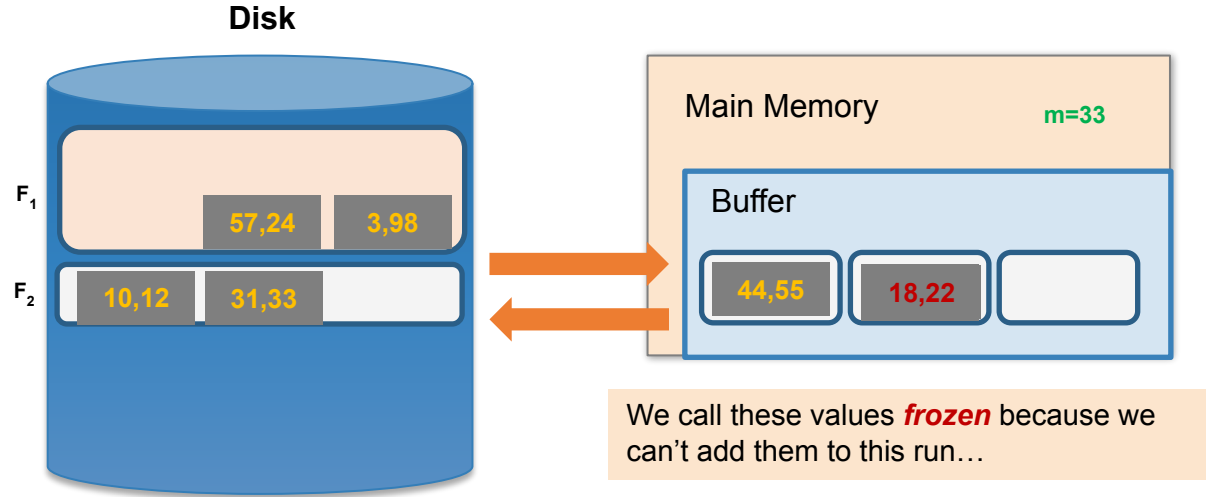 Disk
F1
57,24
3,98
F2
10,12
31,33
Main Memory
m=33
Buffer
44,55
18,22
We call these values frozen because we
can’t add them to this run…